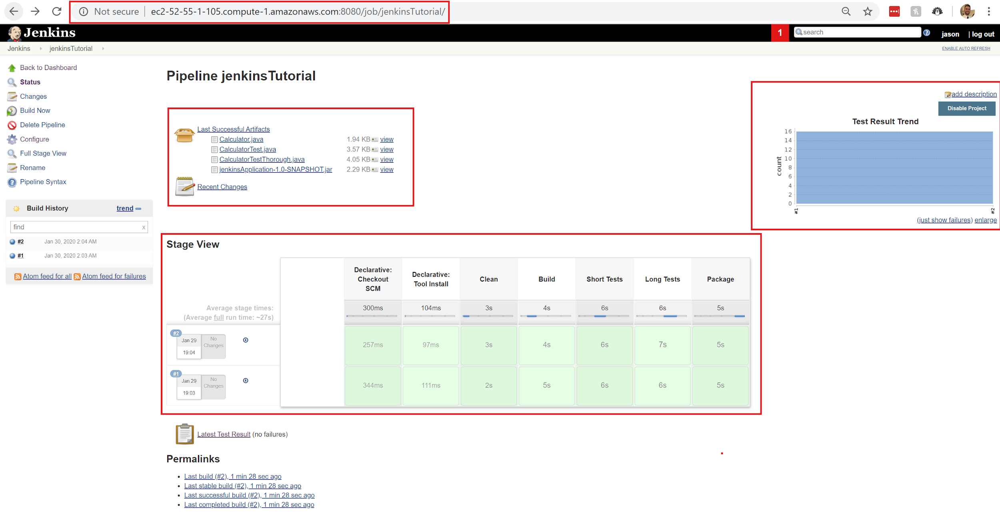 Not secure | ec2-52-55-1-105.compute-1.amazonaws.com:8080/job/jenkinsTutorial/
Jenkins
1
search
jason | log out
Jenkins jenkinsTutorial
ENABLE AUTO REFRESH
Back to Dashboard
Status
Changes
Build Now
Delete Pipeline
Configure
Full Stage View
Rename
Pipeline Syntax
Build History trend
find x
#2 Jan 30, 2020 2:04 AM
#1 Jan 30, 2020 2:03 AM
Atom feed for all Atom feed for failures
Pipeline jenkinsTutorial
Last Successful Artifacts
Calculator.java 1.94 KB view
CalculatorTest.java 3.57 KB view
CalculatorTestThorough.java 4.05 KB view
jenkinsApplication-1.0-SNAPSHOT.jar 2.29 KB view
Recent Changes
add description
Disable Project
Test Result Trend
count
16
14
12
10
8
6
4
2
0
#1 #2
(just show failures) enlarge
Stage View
Declarative: Checkout SCM
Declarative: Tool Install
Clean
Build
Short Tests
Long Tests
Package
Average stage times:
(Average full run time: ~27s)
300ms 104ms 3s 4s 6s 6s 5s
#2
Jan 29
19:04
No Changes
257ms 97ms 3s 4s 6s 7s 5s
#1
Jan 29
19:03
No Changes
344ms 111ms 2s 5s 6s 6s 5s
Latest Test Result (no failures)
Permalinks
Last build (#2), 1 min 28 sec ago
Last stable build (#2), 1 min 28 sec ago
Last successful build (#2), 1 min 28 sec ago
Last completed build (#2), 1 min 28 sec ago